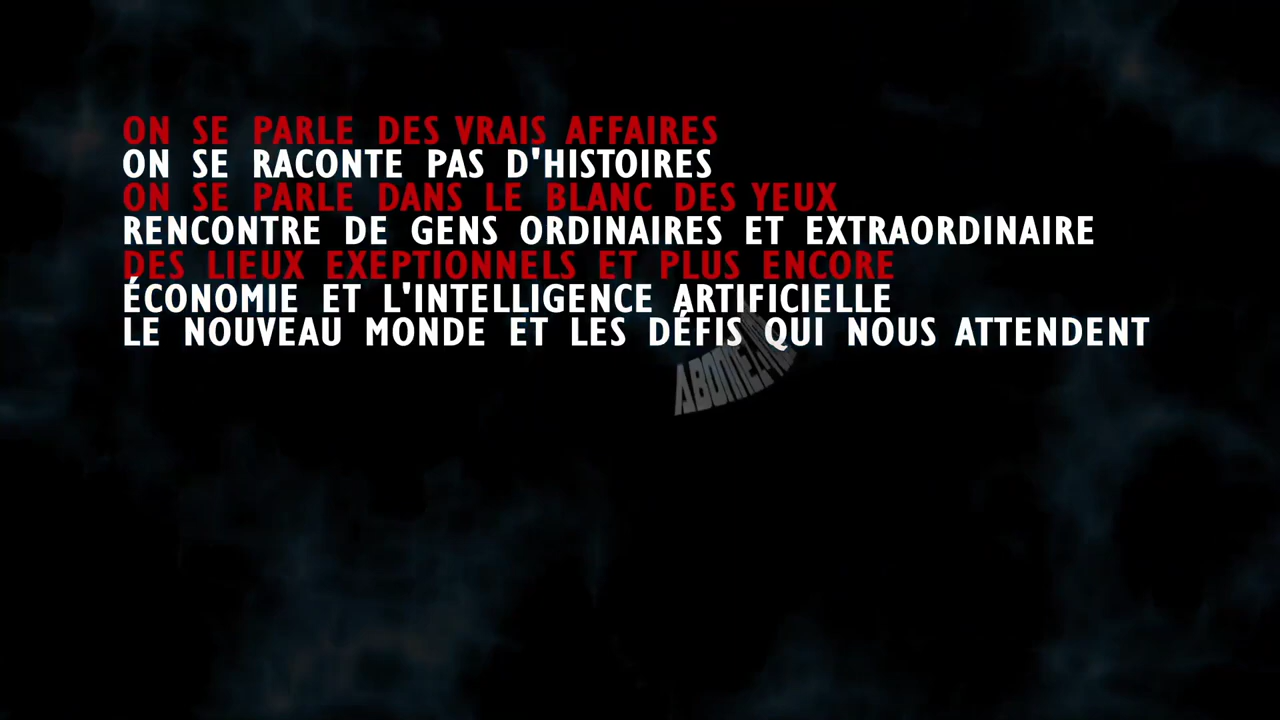 ON SE PARLE DES VRAIS AFFAIRES
ON SE RACONTE PAS D'HISTOIRES
ON SE PARLE DANS LE BLANC DES YEUX
RENCONTRE DE GENS ORDINAIRES ET EXTRAORDINAIRE
DES LIEUX EXEPTIONNELS ET PLUS ENCORE
ÉCONOMIE ET L'INTELLIGENCE ARTIFICIELLE
LE NOUVEAU MONDE ET LES DÉFIS QUI NOUS ATTENDENT
ABONNEZ